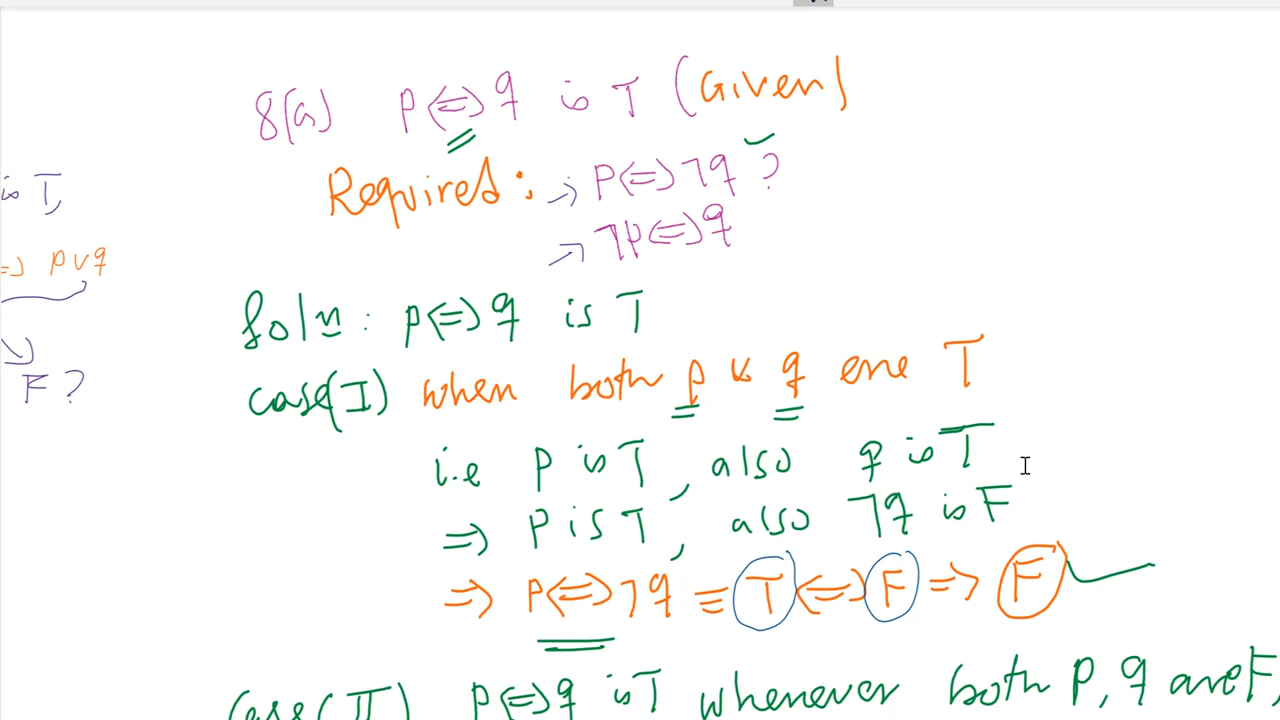 8(a) P<=>q is T (Given)
Required: → P<=>¬q ?
→ ¬P<=>q
is T,
=> p∨q
F ?
Soln: p<=>q is T
case(I) when both p & q are T
i.e P is T, also q is T
=> P is T, also ¬q is F
=> P<=>¬q ≡ T<=>F => F
Case(II) P<=>q is T whenever both P, q are F,